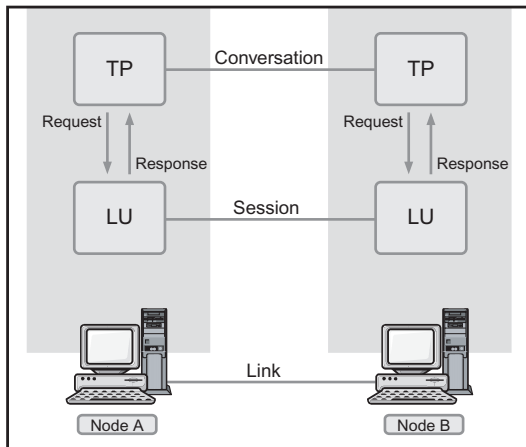 TP Conversation TP
Request Request
Response Response
LU Session LU
Link
Node A Node B